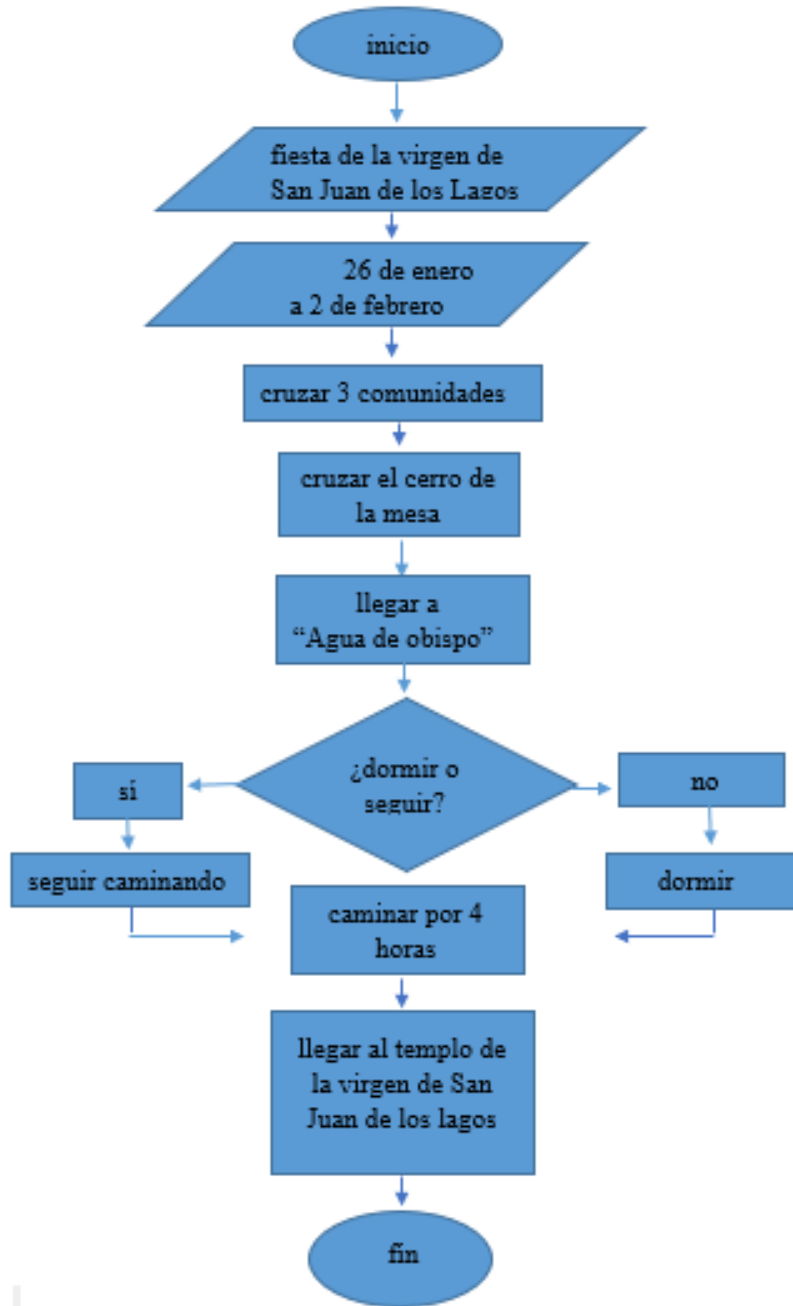 inicio
fiesta de la virgen de
San Juan de los Lagos
26 de enero
a 2 de febrero
cruzar 3 comunidades
cruzar el cerro de
la mesa
llegar a
“Agua de obispo”
¿dormir o
seguir?
sí
no
seguir caminando
dormir
caminar por 4
horas
llegar al templo de
la virgen de San
Juan de los lagos
fin